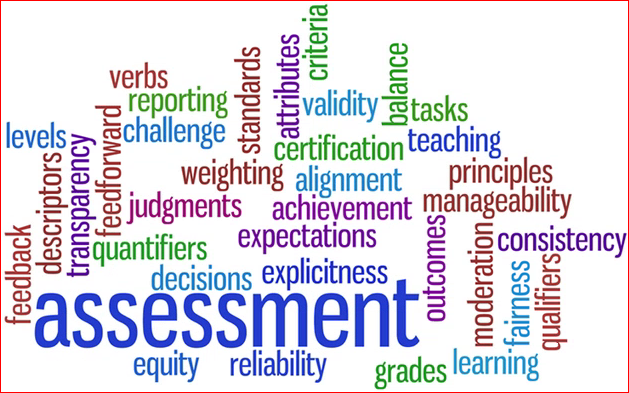 criteria
attributes
standards
balance
verbs
reporting
validity
tasks
levels
challenge
feedforward
certification
teaching
transparency
descriptors
weighting
alignment
principles
judgments
achievement
manageability
feedback
quantifiers
expectations
outcomes
moderation
consistency
decisions
explicitness
fairness
qualifiers
assessment
equity
reliability
grades
learning